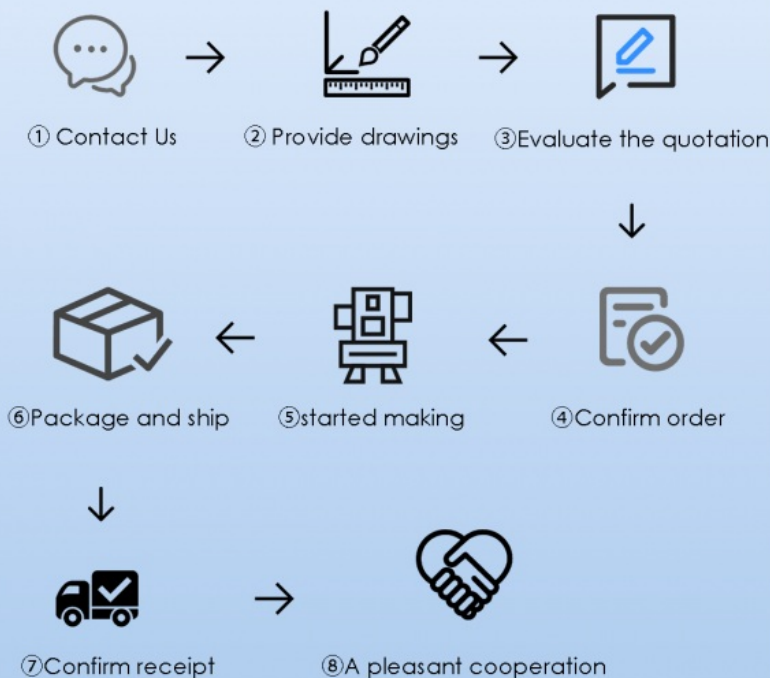 ① Contact Us
② Provide drawings
③Evaluate the quotation
④Confirm order
⑤started making
⑥Package and ship
⑦Confirm receipt
⑧A pleasant cooperation